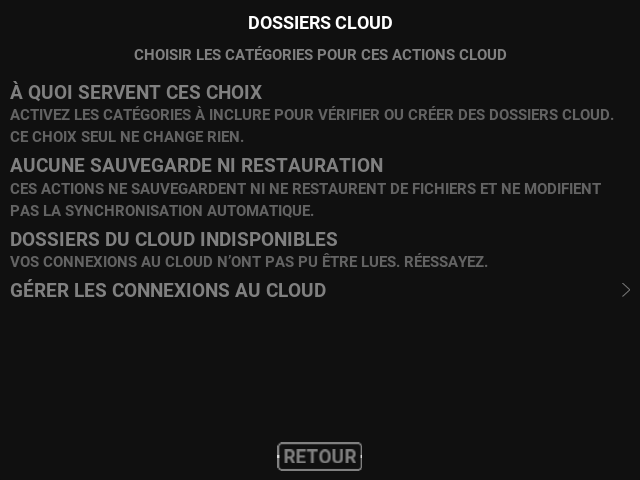 DOSSIERS CLOUD
CHOISIR LES CATÉGORIES POUR CES ACTIONS CLOUD
À QUOI SERVENT CES CHOIX
ACTIVEZ LES CATÉGORIES À INCLURE POUR VÉRIFIER OU CRÉER DES DOSSIERS CLOUD.
CE CHOIX SEUL NE CHANGE RIEN.
AUCUNE SAUVEGARDE NI RESTAURATION
CES ACTIONS NE SAUVEGARDENT NI NE RESTAURENT DE FICHIERS ET NE MODIFIENT
PAS LA SYNCHRONISATION AUTOMATIQUE.
DOSSIERS DU CLOUD INDISPONIBLES
VOS CONNEXIONS AU CLOUD N'ONT PAS PU ÊTRE LUES. RÉESSAYEZ.
GÉRER LES CONNEXIONS AU CLOUD
RETOUR